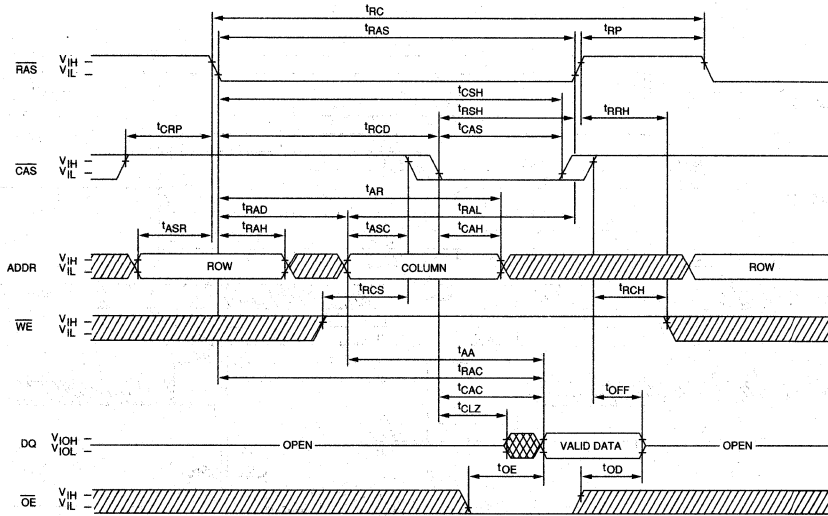 tRC
tRAS
tRP
RAS
VIH
VIL
tCSH
tRSH
tRRH
tCRP
tRCD
tCAS
CAS
VIH
VIL
tAR
tRAD
tRAL
tASR
tRAH
tASC
tCAH
ADDR
VIH
VIL
ROW
COLUMN
ROW
tRCS
tRCH
WE
VIH
VIL
tAA
tRAC
tCAC
tOFF
tCLZ
DQ
VIOH
VIOL
OPEN
VALID DATA
OPEN
tOE
tOD
OE
VIH
VIL